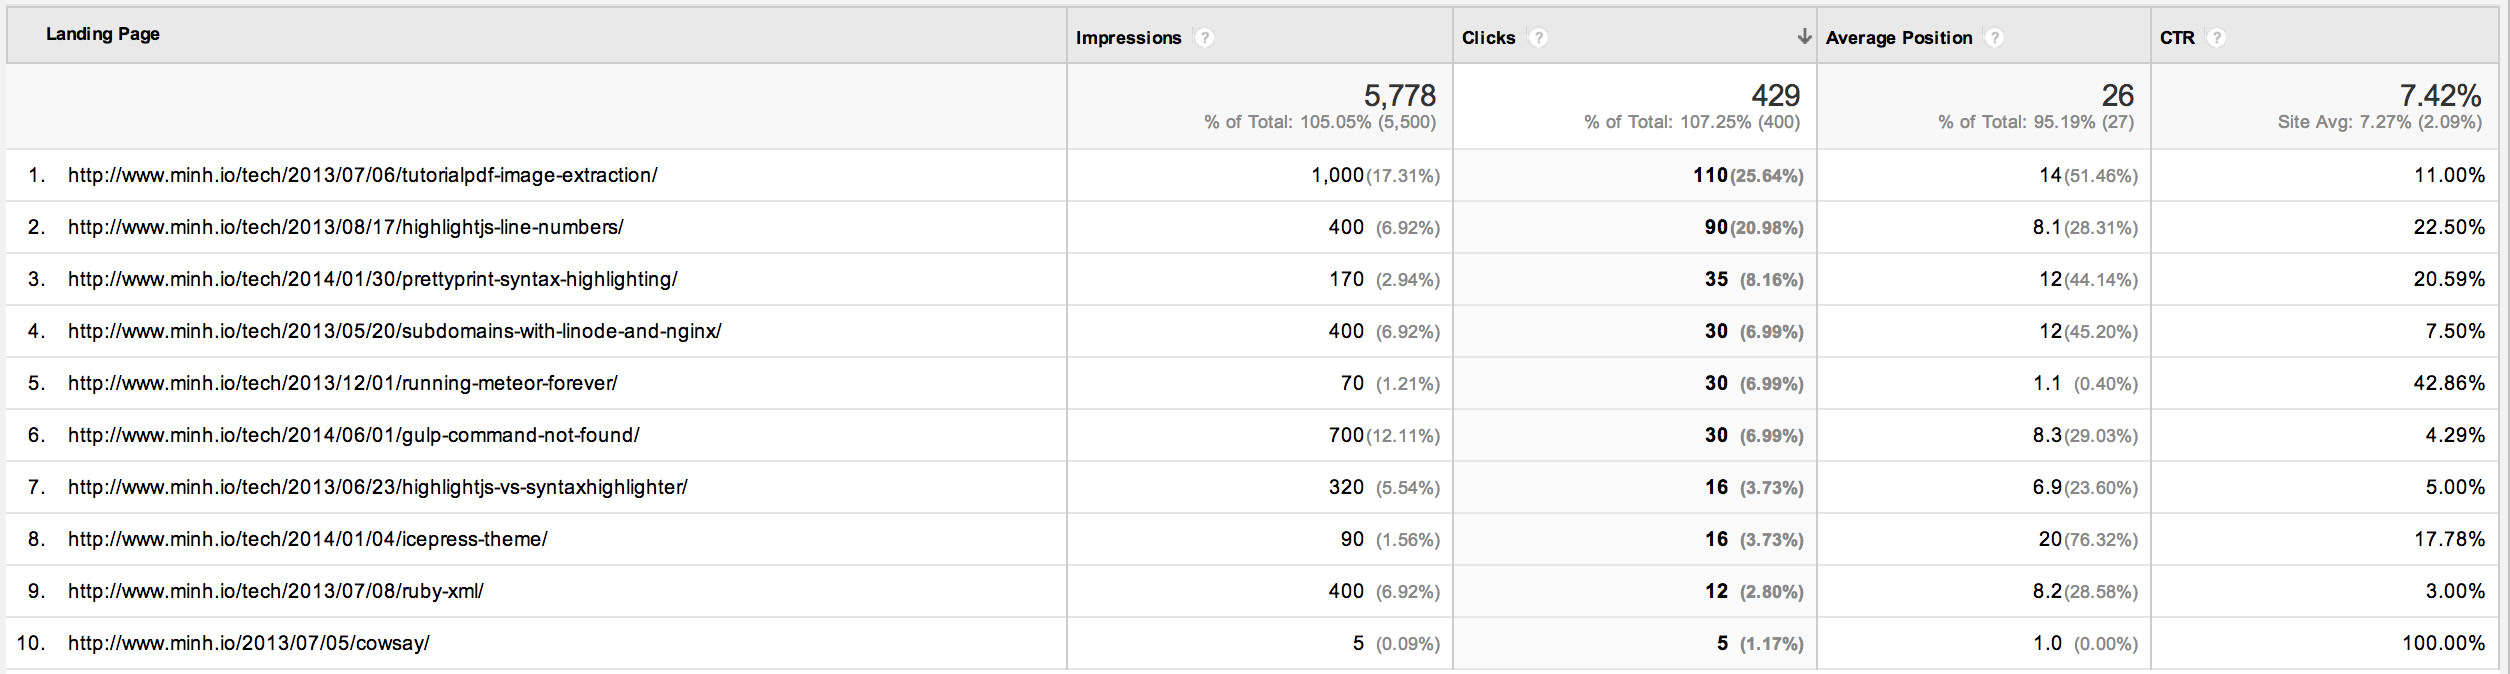 Landing Page Impressions ? Clicks ? ↓ Average Position ? CTR ?
5,778 429 26 7.42%
% of Total: 105.05% (5,500) % of Total: 107.25% (400) % of Total: 95.19% (27) Site Avg: 7.27% (2.09%)
1. http://www.minh.io/tech/2013/07/06/tutorialpdf-image-extraction/ 1,000(17.31%) 110(25.64%) 14(51.46%) 11.00%
2. http://www.minh.io/tech/2013/08/17/highlightjs-line-numbers/ 400 (6.92%) 90(20.98%) 8.1(28.31%) 22.50%
3. http://www.minh.io/tech/2014/01/30/prettyprint-syntax-highlighting/ 170 (2.94%) 35 (8.16%) 12(44.14%) 20.59%
4. http://www.minh.io/tech/2013/05/20/subdomains-with-linode-and-nginx/ 400 (6.92%) 30 (6.99%) 12(45.20%) 7.50%
5. http://www.minh.io/tech/2013/12/01/running-meteor-forever/ 70 (1.21%) 30 (6.99%) 1.1 (0.40%) 42.86%
6. http://www.minh.io/tech/2014/06/01/gulp-command-not-found/ 700(12.11%) 30 (6.99%) 8.3(29.03%) 4.29%
7. http://www.minh.io/tech/2013/06/23/highlightjs-vs-syntaxhighlighter/ 320 (5.54%) 16 (3.73%) 6.9(23.60%) 5.00%
8. http://www.minh.io/tech/2014/01/04/icepress-theme/ 90 (1.56%) 16 (3.73%) 20(76.32%) 17.78%
9. http://www.minh.io/tech/2013/07/08/ruby-xml/ 400 (6.92%) 12 (2.80%) 8.2(28.58%) 3.00%
10. http://www.minh.io/2013/07/05/cowsay/ 5 (0.09%) 5 (1.17%) 1.0 (0.00%) 100.00%